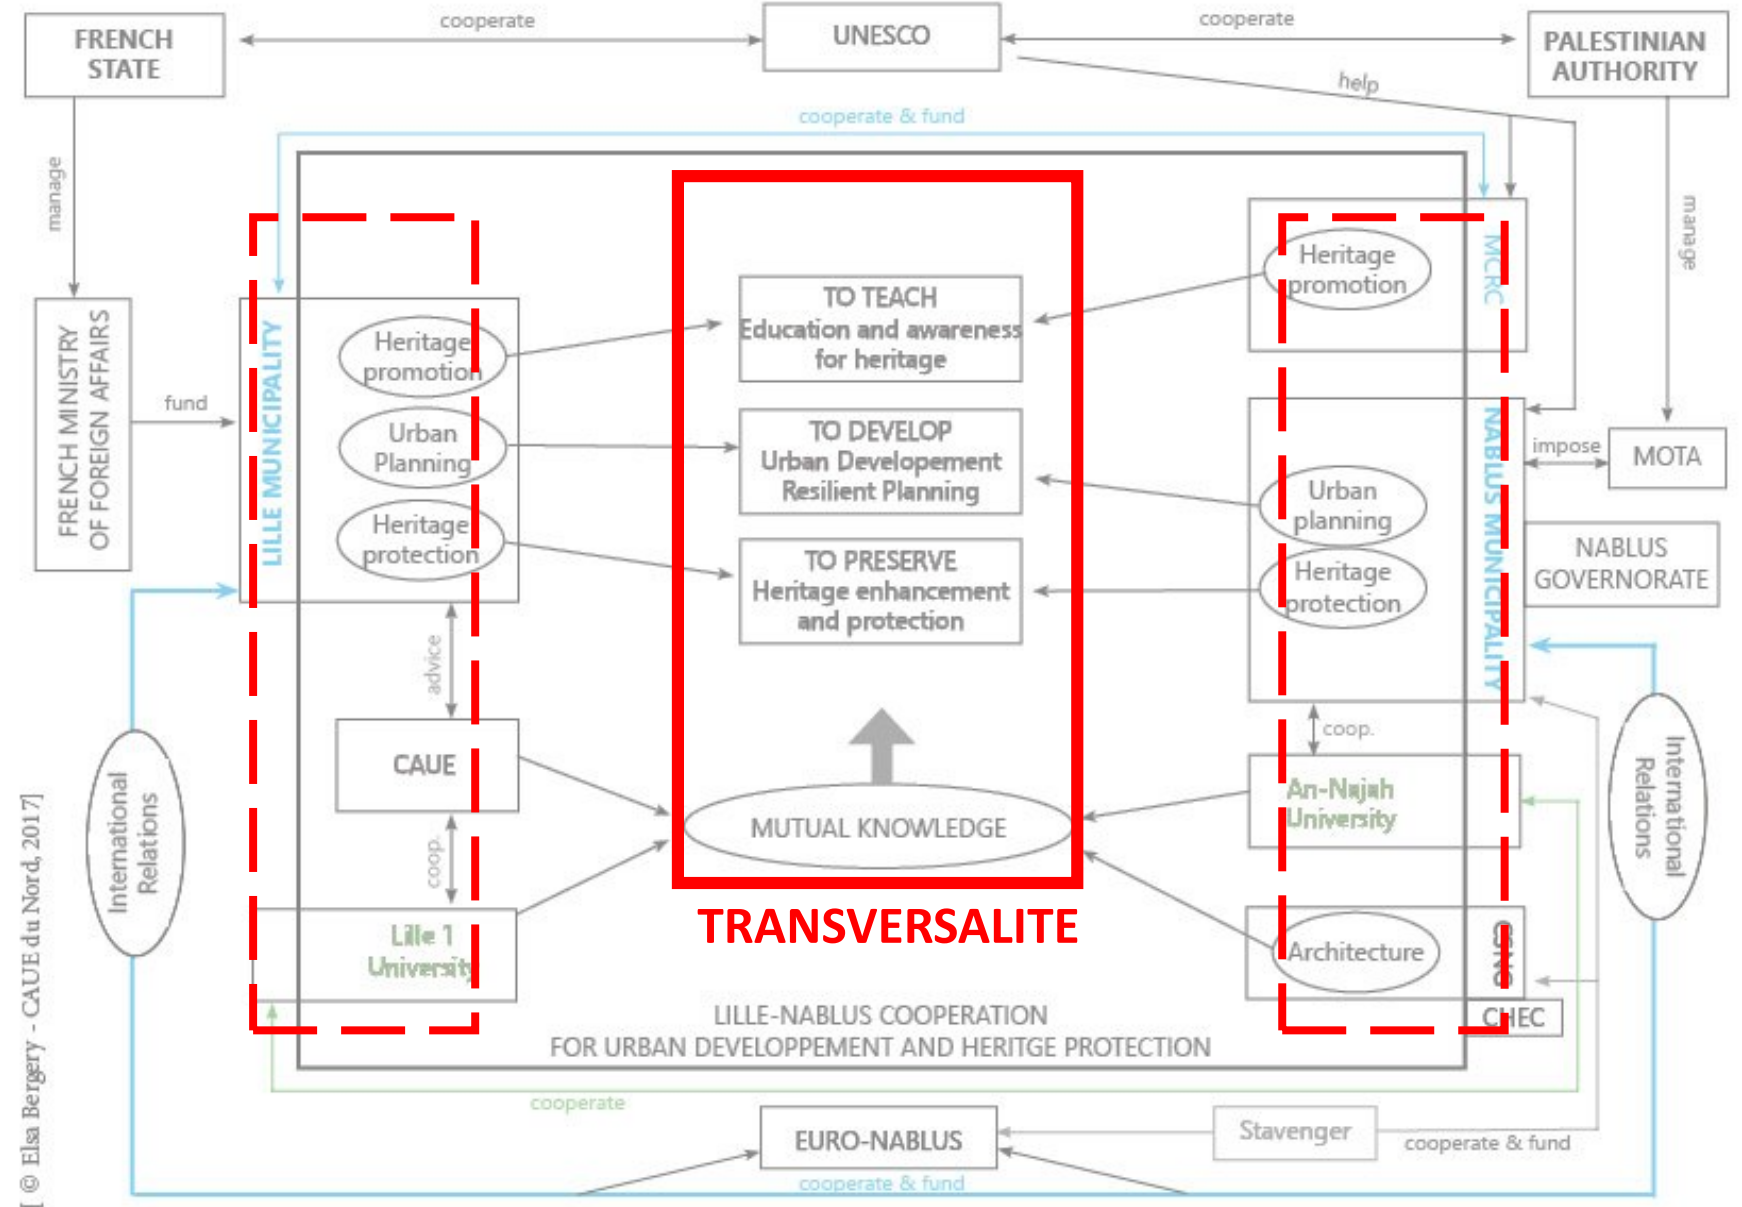 cooperate
cooperate
FRENCH
STATE
UNESCO
PALESTINIAN
AUTHORITY
help
cooperate & fund
manage
manage
Heritage
promotion
MCRC
TO TEACH
Education and awareness
for heritage
FRENCH MINISTRY
OF FOREIGN AFFAIRS
fund
LILLE MUNICIPALITY
Heritage
promotion
Urban
Planning
Heritage
protection
TO DEVELOP
Urban Developement
Resilient Planning
TO PRESERVE
Heritage enhancement
and protection
Urban
planning
Heritage
protection
NABLUS MUNICIPALITY
impose
MOTA
NABLUS
GOVERNORATE
advice
coop.
CAUE
MUTUAL KNOWLEDGE
An-Najah
University
International
Relations
International
Relations
coop.
TRANSVERSALITE
Lille 1
University
Architecture
CSNC
CHEC
LILLE-NABLUS COOPERATION
FOR URBAN DEVELOPPEMENT AND HERITGE PROTECTION
cooperate
EURO-NABLUS
Stavenger
cooperate & fund
cooperate & fund
[ © Elsa Bergery - CAUE du Nord, 2017]